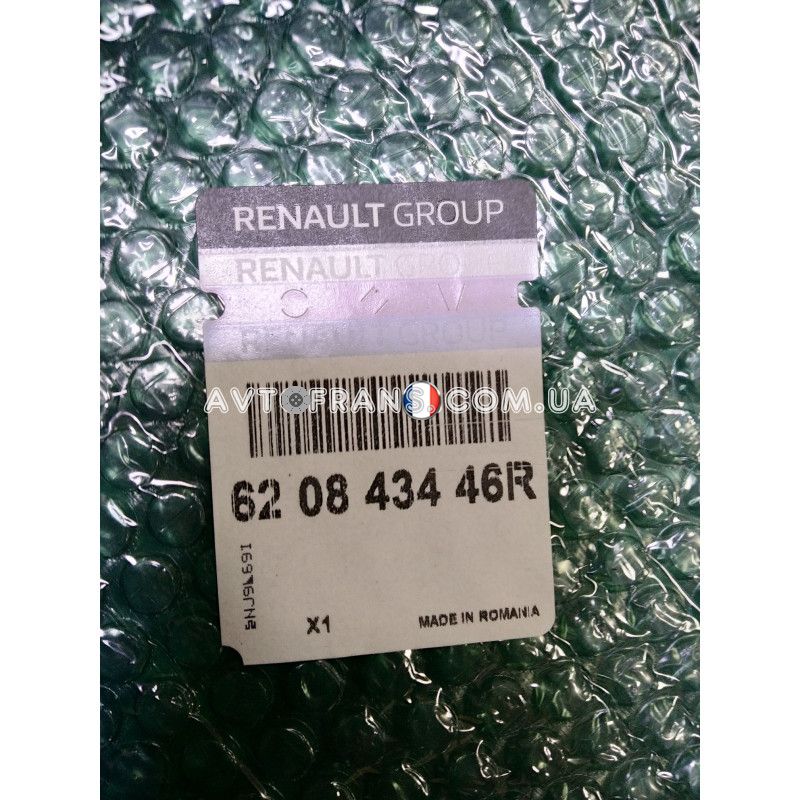 RENAULT GROUP
RENAULT GROUP
RENAULT GROUP
AVTOFRANS.COM.UA
62 08 434 46R
X1
MADE IN ROMANIA